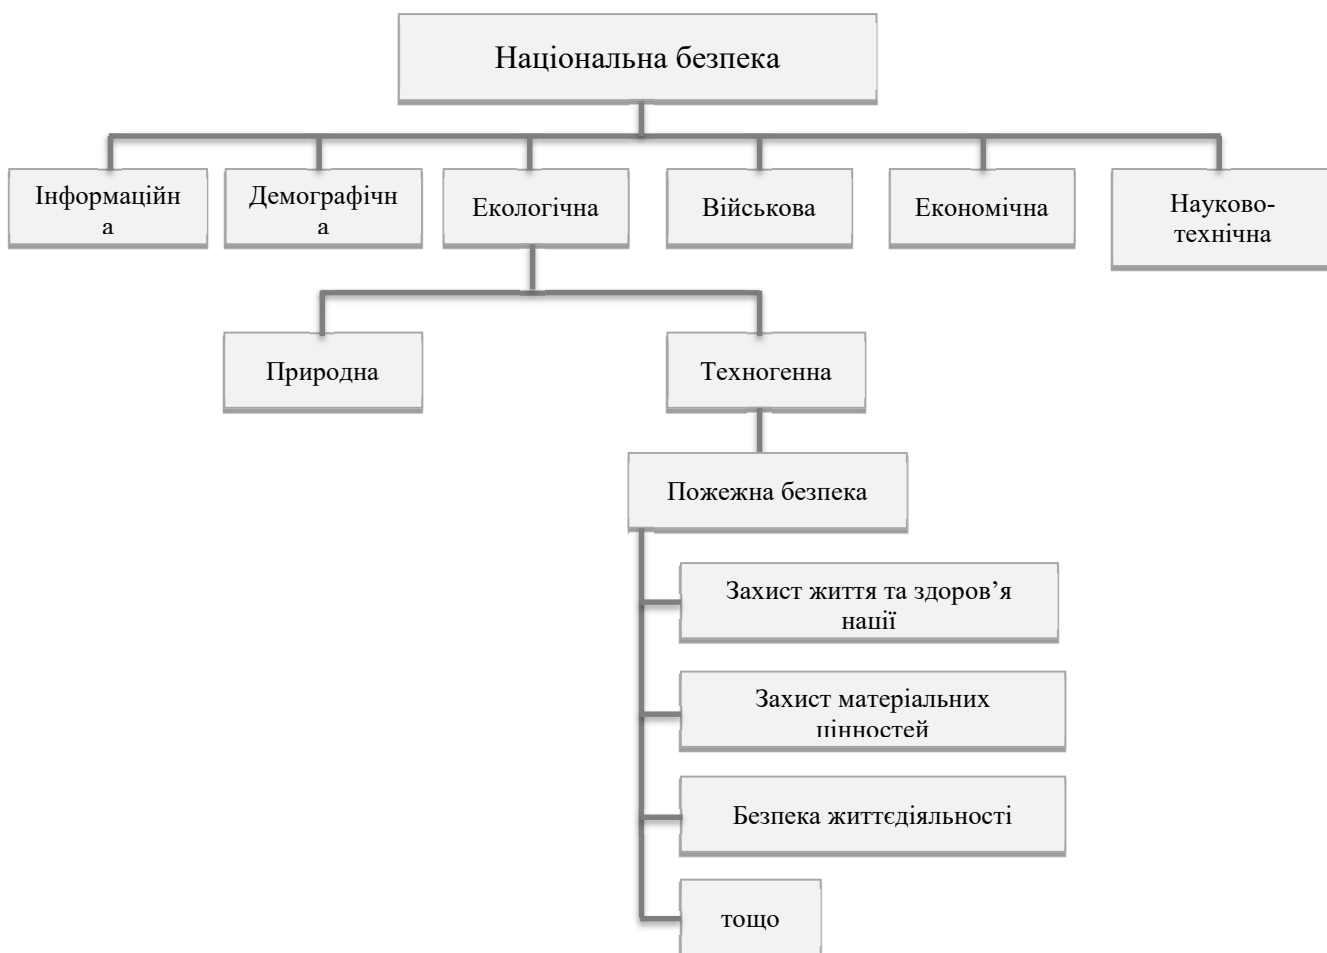 Національна безпека
Інформаційн
а
Демографічн
а
Екологічна
Військова
Економічна
Науково-
технічна
Природна
Техногенна
Пожежна безпека
Захист життя та здоров’я
нації
Захист матеріальних
цінностей
Безпека життєдіяльності
тощо